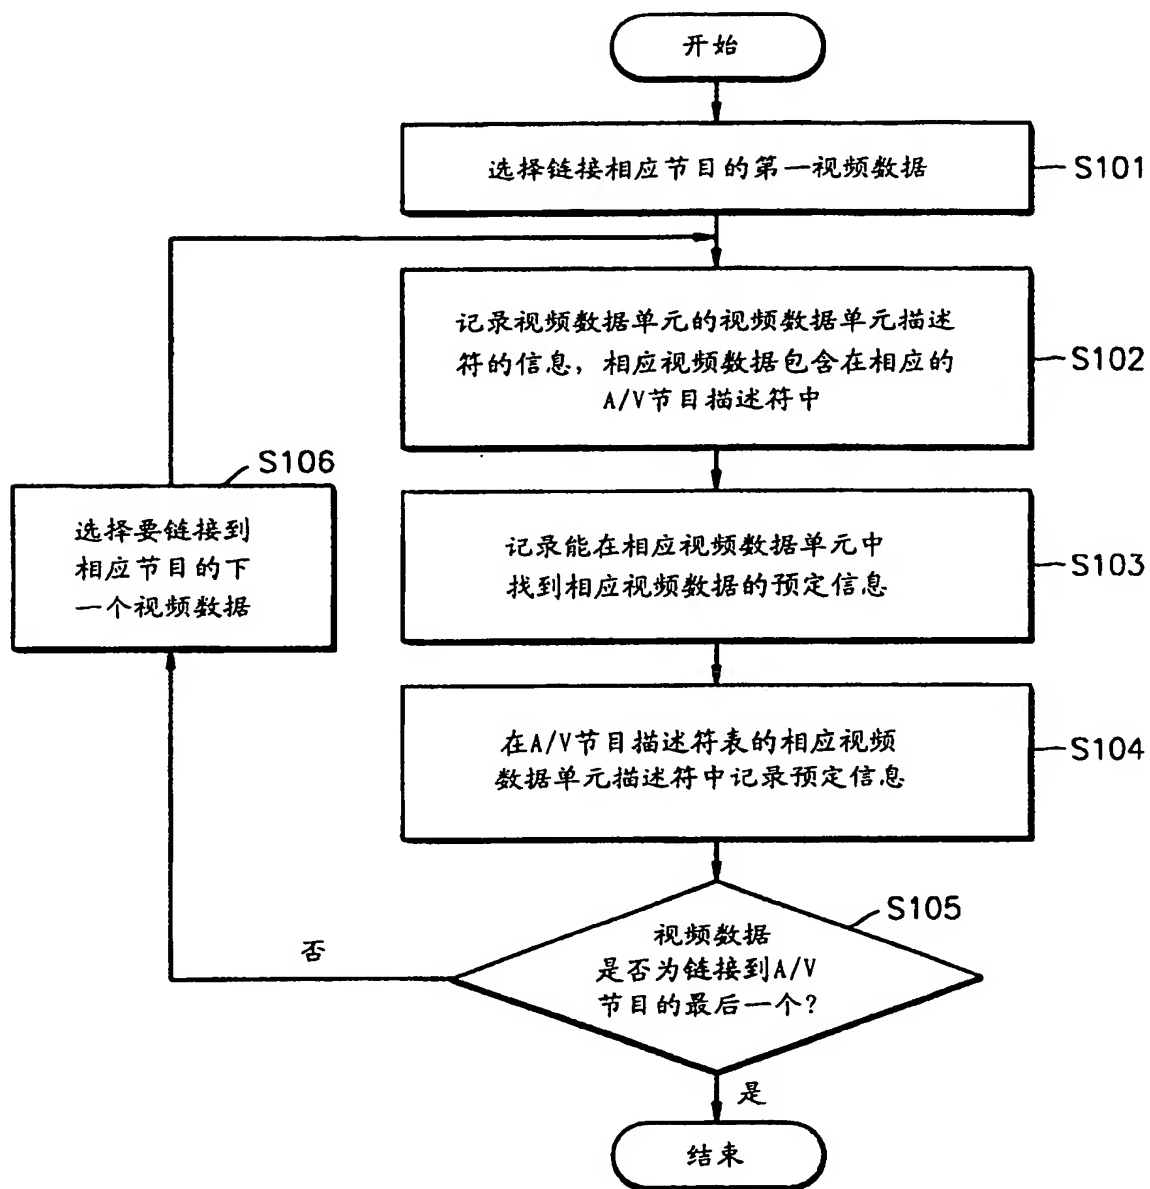 开始
选择链接相应节目的第一视频数据
S101
记录视频数据单元的视频数据单元描述
符的信息，相应视频数据包含在相应的
A/V节目描述符中
S102
S106
选择要链接到
相应节目的下
一个视频数据
记录能在相应视频数据单元中
找到相应视频数据的预定信息
S103
在A/V节目描述符表的相应视频
数据单元描述符中记录预定信息
S104
S105
视频数据
是否为链接到A/V
节目的最后一个?
否
是
结束